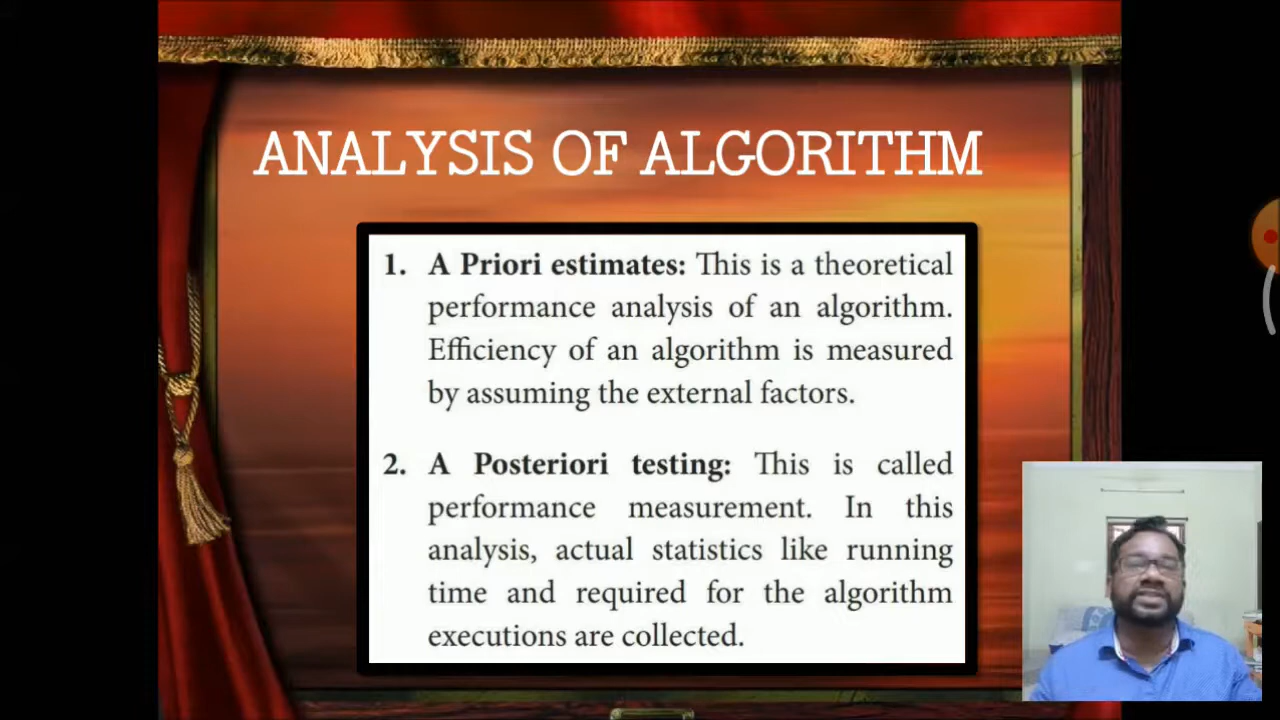 ANALYSIS OF ALGORITHM
1. A Priori estimates: This is a theoretical
performance analysis of an algorithm.
Efficiency of an algorithm is measured
by assuming the external factors.
2. A Posteriori testing: This is called
performance measurement. In this
analysis, actual statistics like running
time and required for the algorithm
executions are collected.